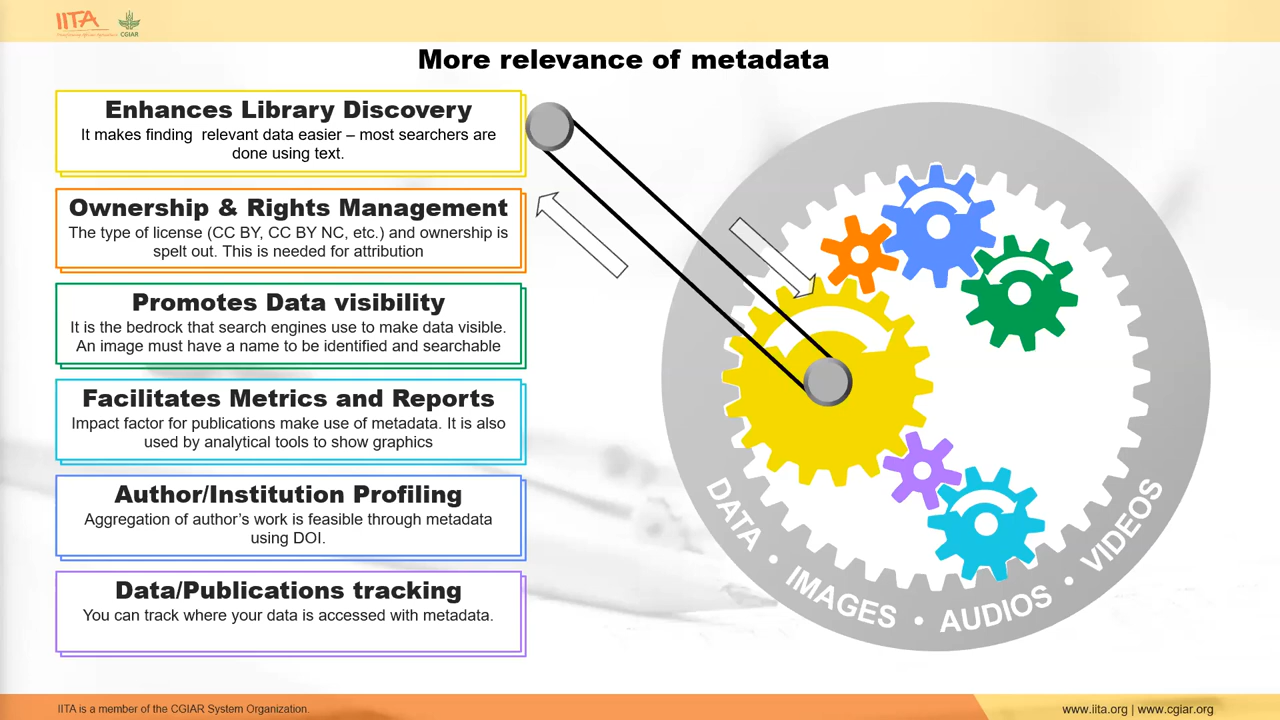 IITA
CGIAR
More relevance of metadata
Enhances Library Discovery
It makes finding relevant data easier – most searchers are
done using text.
Ownership & Rights Management
The type of license (CC BY, CC BY NC, etc.) and ownership is
spelt out. This is needed for attribution
Promotes Data visibility
It is the bedrock that search engines use to make data visible.
An image must have a name to be identified and searchable
Facilitates Metrics and Reports
Impact factor for publications make use of metadata. It is also
used by analytical tools to show graphics
Author/Institution Profiling
Aggregation of author’s work is feasible through metadata
using DOI.
Data/Publications tracking
You can track where your data is accessed with metadata.
DATA • IMAGES • AUDIOS • VIDEOS
IITA is a member of the CGIAR System Organization.
www.iita.org | www.cgiar.org